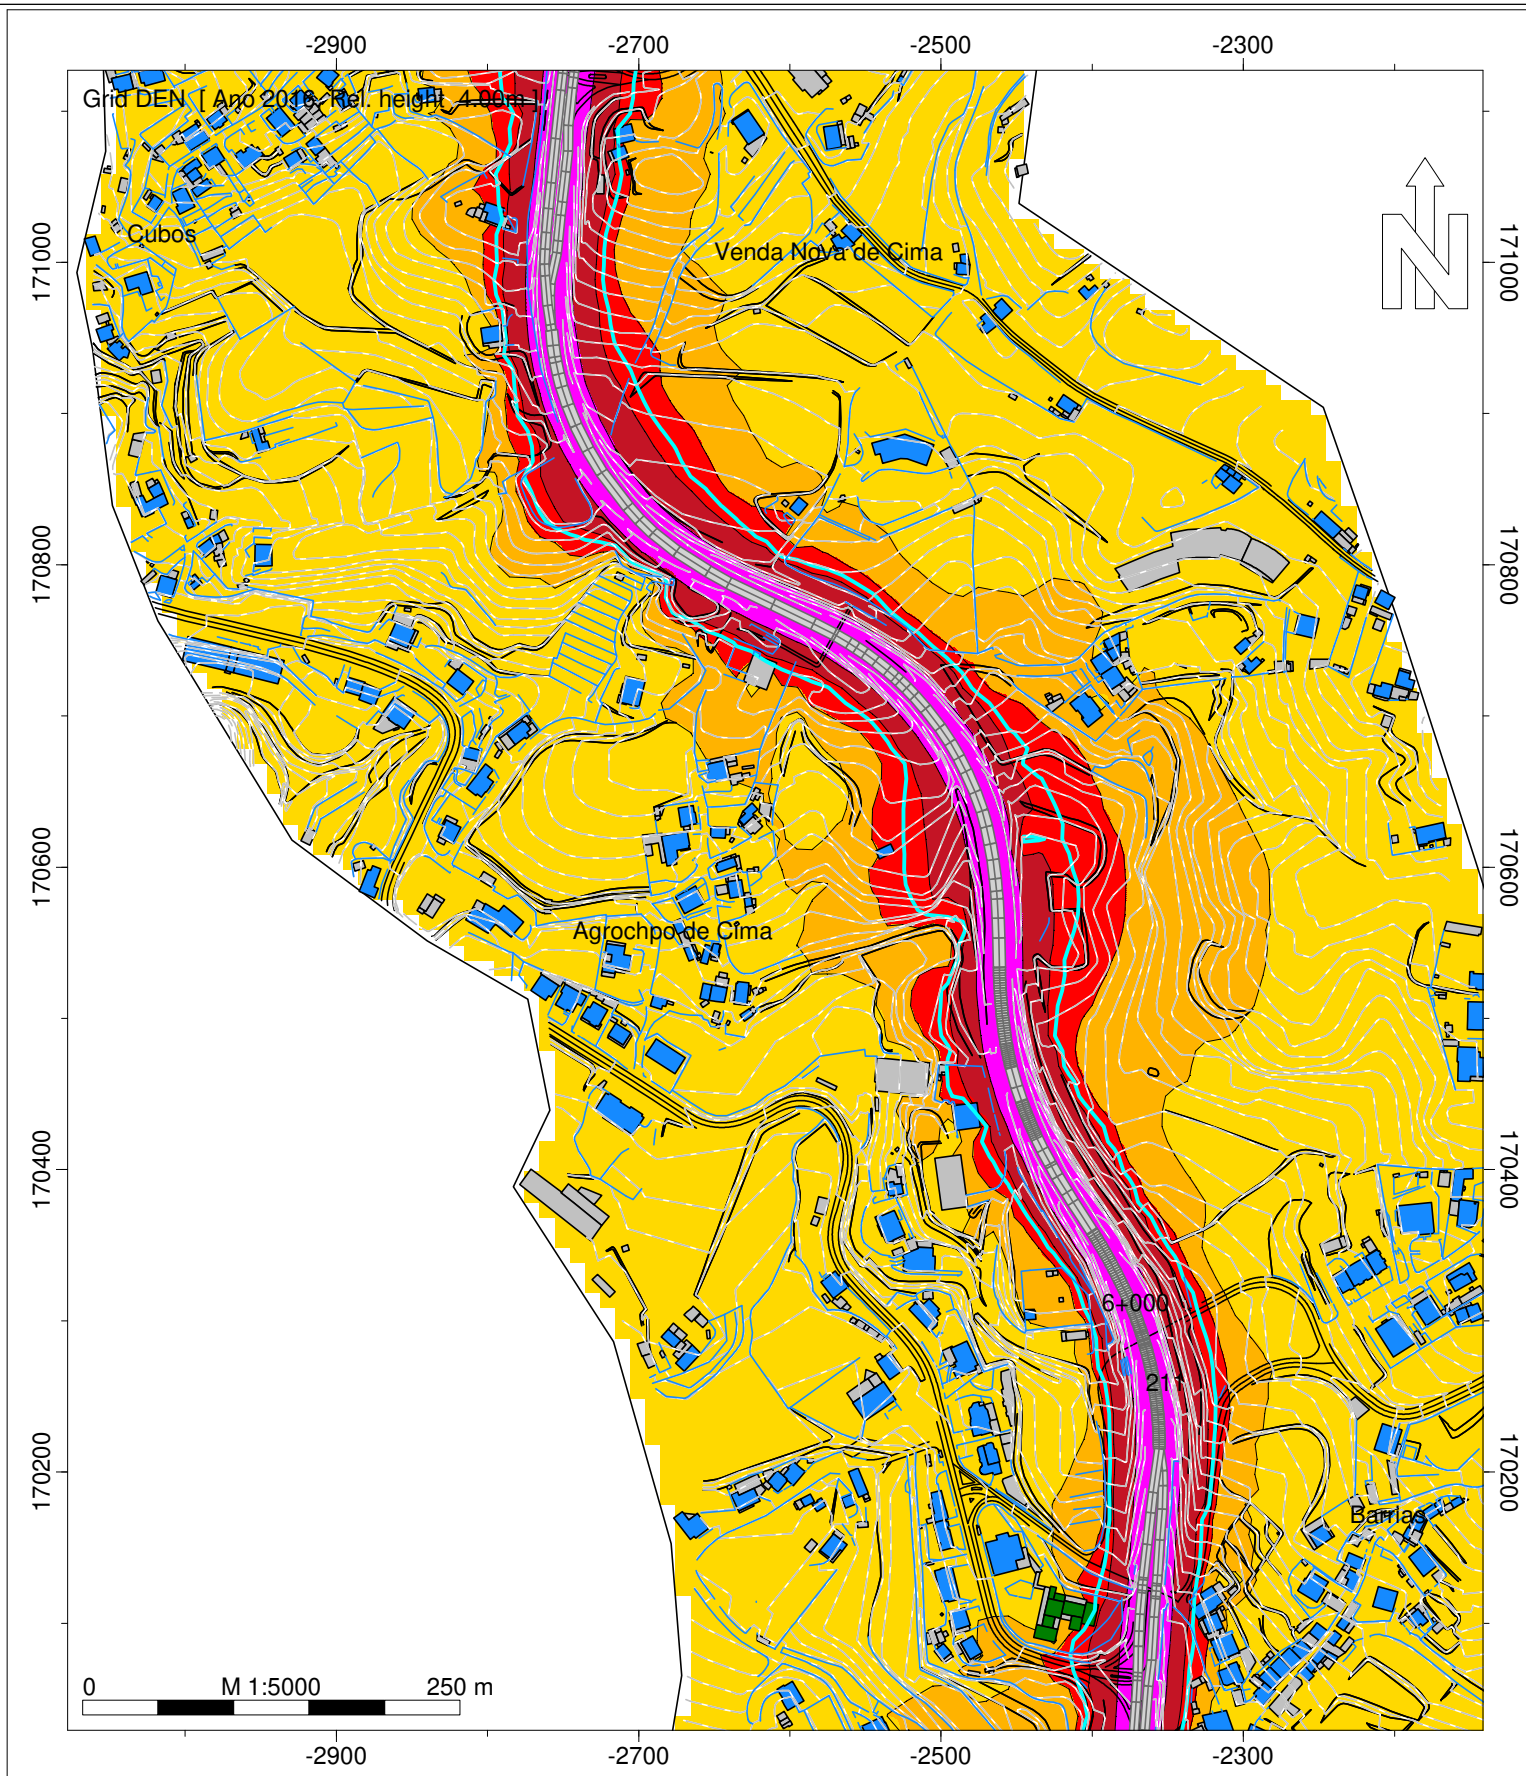 -2900 -2700 -2500 -2300
Grid DEN [ Ano 2016, Rel. height 4.00m ]
171000 171000
Cubos
Venda Nova de Cima
170800 170800
170600 170600
Agrochpo de Cima
170400 170400
6+000
211
170200 170200
Barrias
0 M 1:5000 250 m
-2900 -2700 -2500 -2300
N